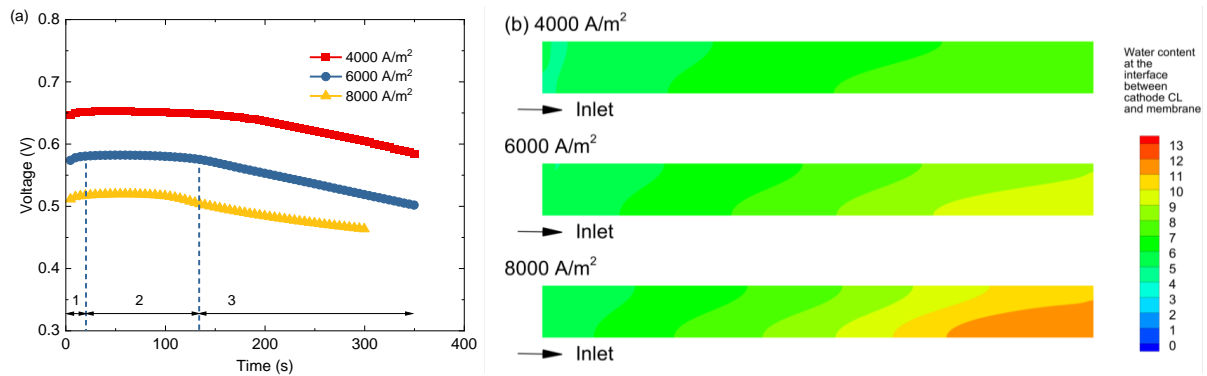 (a)
0.8
0.7
0.6
0.5
0.4
0.3
Voltage (V)
4000 A/m²
6000 A/m²
8000 A/m²
1
2
3
0
100
200
300
400
Time (s)
(b) 4000 A/m²
Inlet
6000 A/m²
Inlet
8000 A/m²
Inlet
Water content
at the
interface
between
cathode CL
and membrane
13
12
11
10
9
8
7
6
5
4
3
2
1
0